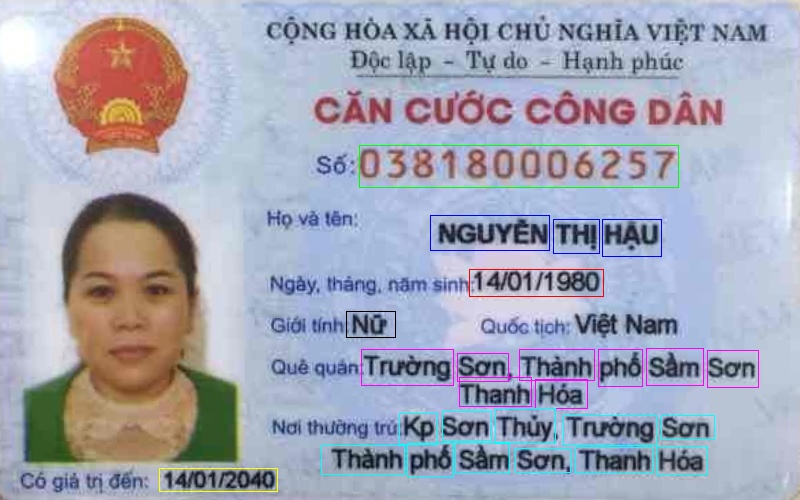 CỘNG HÒA XÃ HỘI CHỦ NGHĨA VIỆT NAM
Độc lập - Tự do - Hạnh phúc
CĂN CƯỚC CÔNG DÂN
Số: 038180006257
Họ và tên:
NGUYỄN THỊ HẬU
Ngày, tháng, năm sinh: 14/01/1980
Giới tính: Nữ Quốc tịch: Việt Nam
Quê quán: Trường Sơn, Thành phố Sầm Sơn
Thanh Hóa
Nơi thường trú: Kp Sơn Thủy, Trường Sơn
Thành phố Sầm Sơn, Thanh Hóa
Có giá trị đến: 14/01/2040